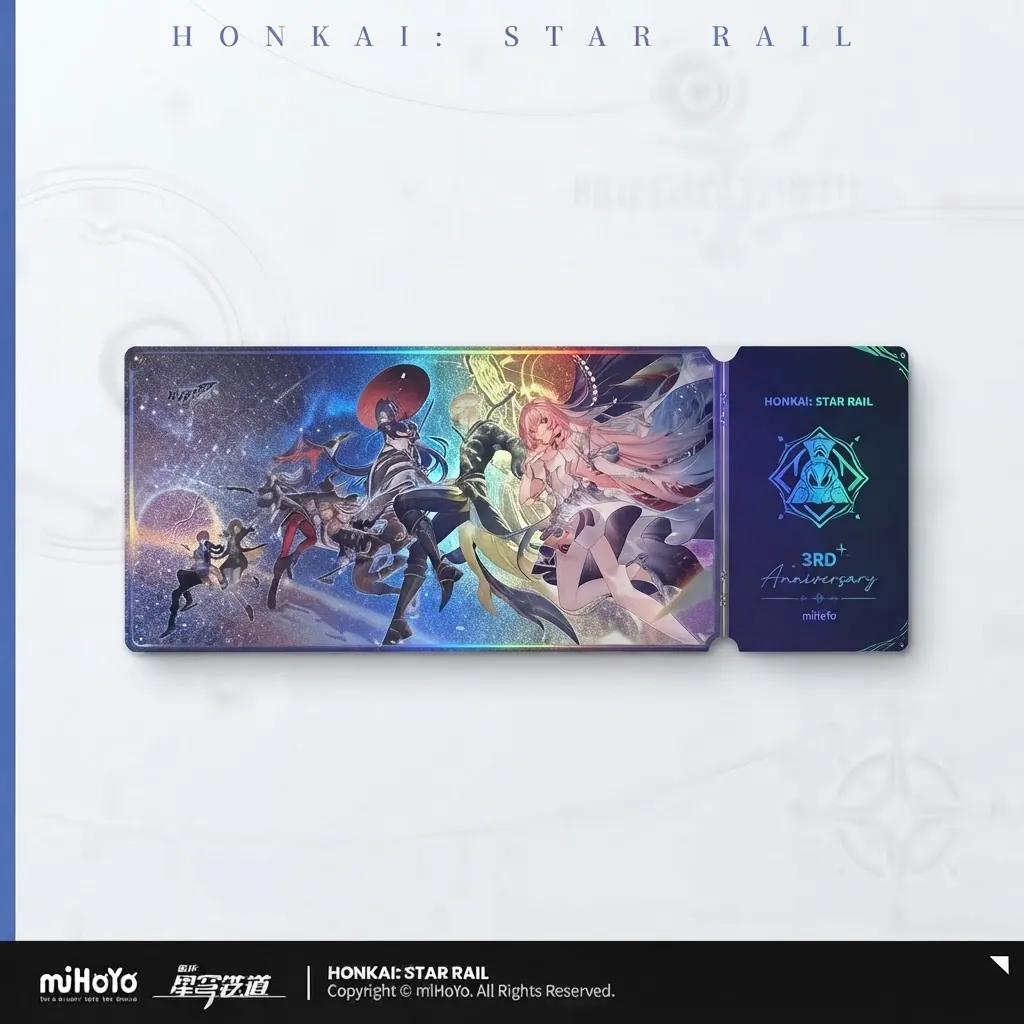 HONKAI: STAR RAIL
HONKAI: STAR RAIL
3RD
Anniversary
miHoYo
miHoYo
星穹铁道
HONKAI: STAR RAIL
Copyright © miHoYo. All Rights Reserved.